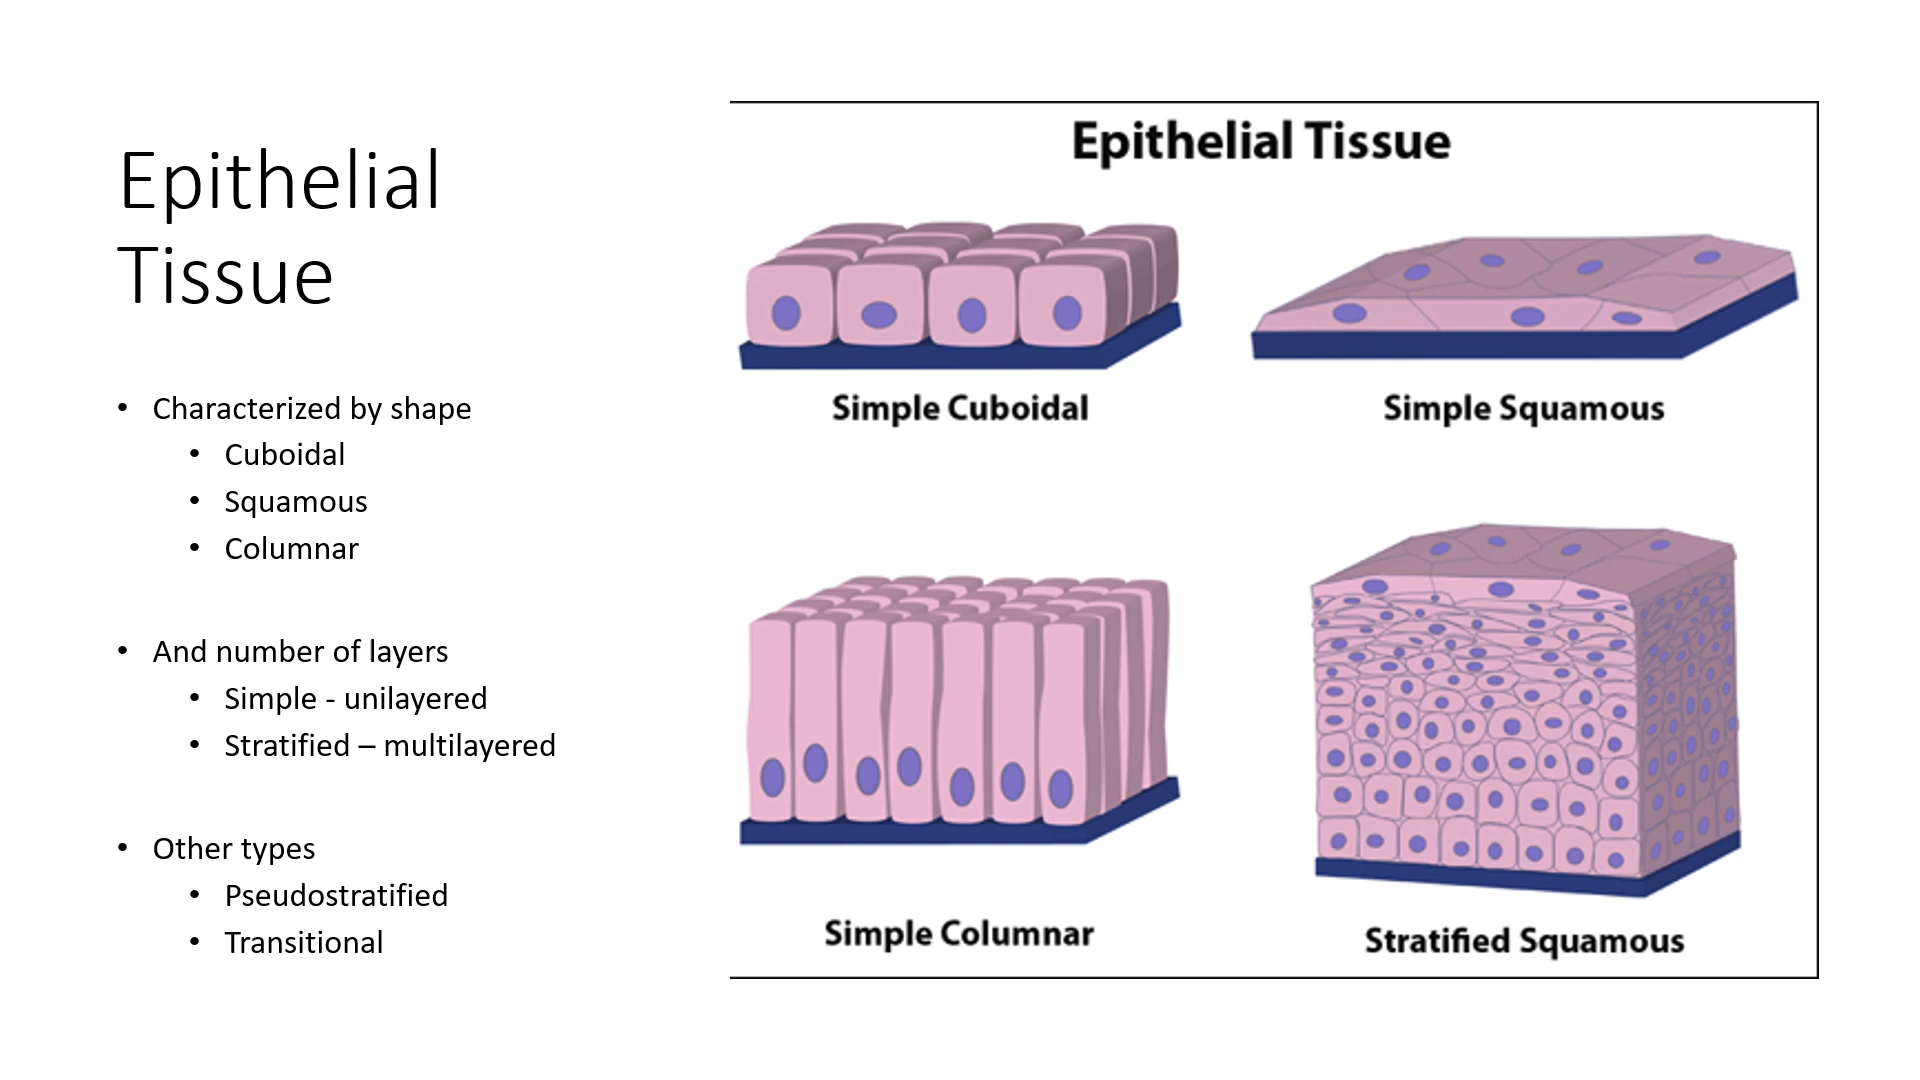 Epithelial
Tissue
• Characterized by shape
• Cuboidal
• Squamous
• Columnar
• And number of layers
• Simple - unilayered
• Stratified – multilayered
• Other types
• Pseudostratified
• Transitional
Epithelial Tissue
Simple Cuboidal
Simple Squamous
Simple Columnar
Stratified Squamous